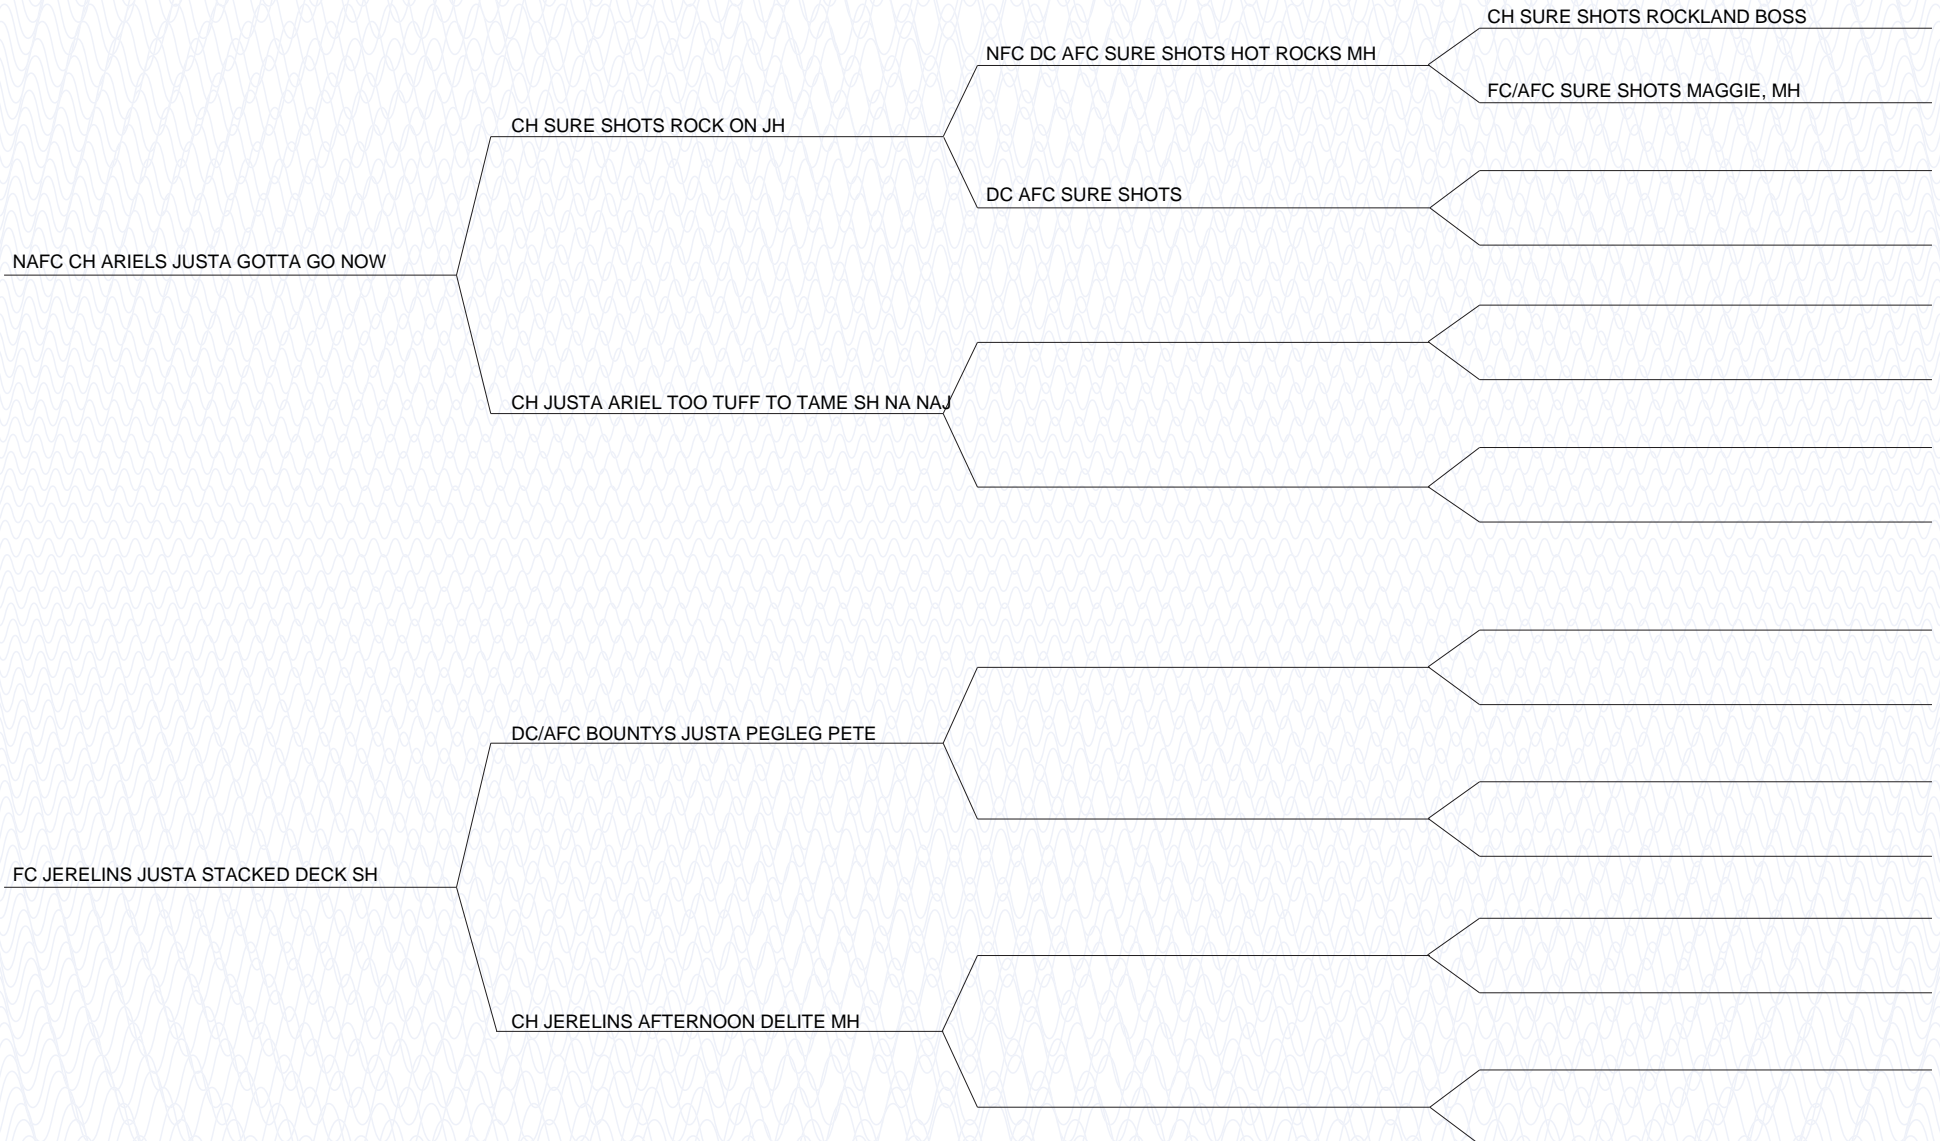 CH SURE SHOTS ROCKLAND BOSS
NFC DC AFC SURE SHOTS HOT ROCKS MH
FC/AFC SURE SHOTS MAGGIE, MH
CH SURE SHOTS ROCK ON JH
DC AFC SURE SHOTS
NAFC CH ARIELS JUSTA GOTTA GO NOW
CH JUSTA ARIEL TOO TUFF TO TAME SH NA NAJ
DC/AFC BOUNTYS JUSTA PEGLEG PETE
FC JERELINS JUSTA STACKED DECK SH
CH JERELINS AFTERNOON DELITE MH